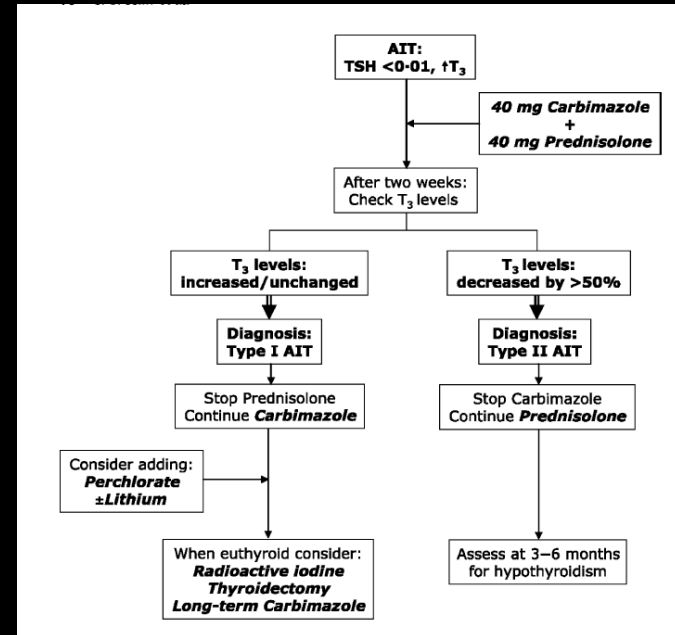 AIT:
TSH <0·01, ↑T₃
40 mg Carbimazole
+
40 mg Prednisolone
After two weeks:
Check T₃ levels
T₃ levels:
increased/unchanged
T₃ levels:
decreased by >50%
Diagnosis:
Type I AIT
Diagnosis:
Type II AIT
Stop Prednisolone
Continue Carbimazole
Stop Carbimazole
Continue Prednisolone
Consider adding:
Perchlorate
±Lithium
When euthyroid consider:
Radioactive iodine
Thyroidectomy
Long-term Carbimazole
Assess at 3–6 months
for hypothyroidism